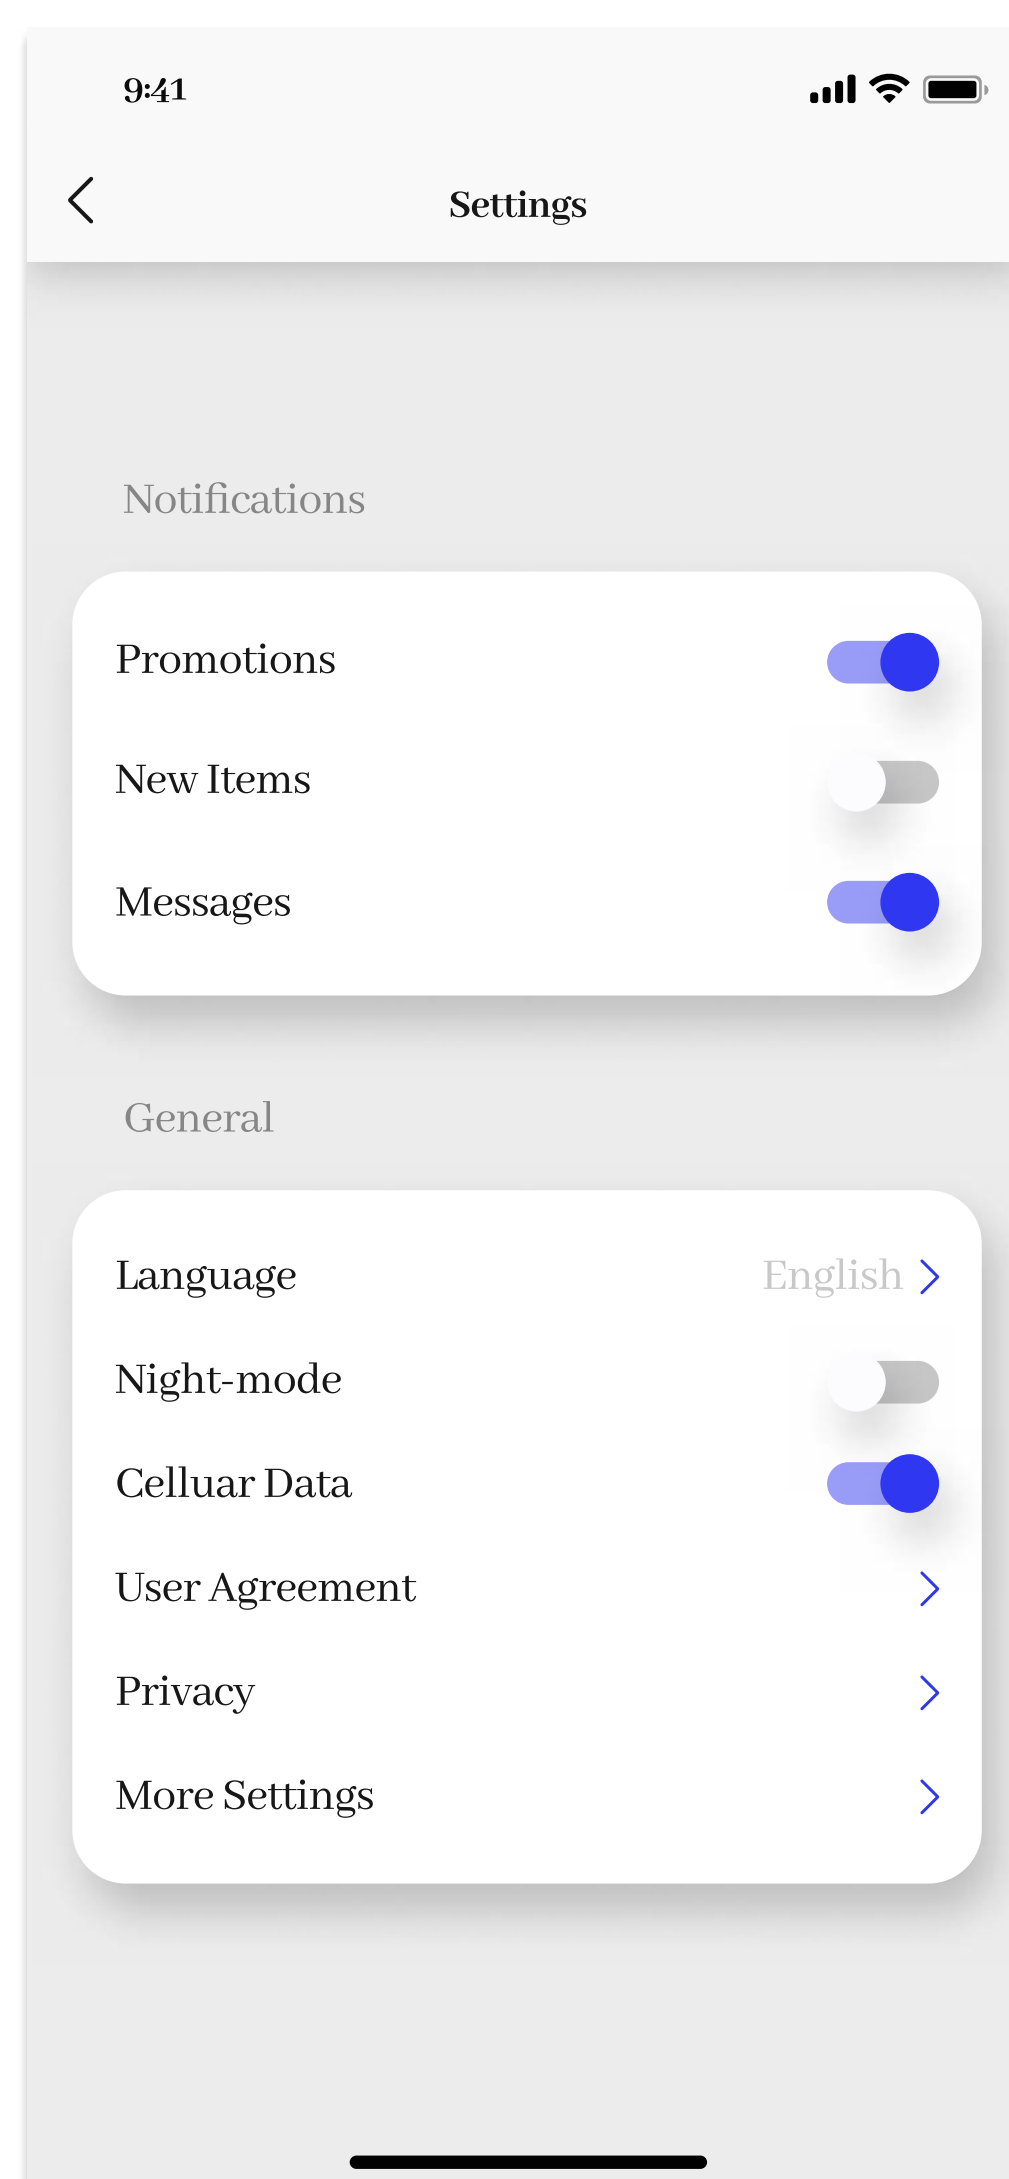 9:41
Settings
Notifications
Promotions
New Items
Messages
General
Language English
Night-mode
Celluar Data
User Agreement
Privacy
More Settings